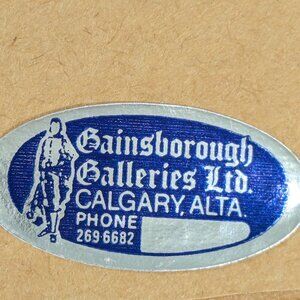 Gainsborough
Galleries Ltd.
CALGARY, ALTA.
PHONE
269-6682